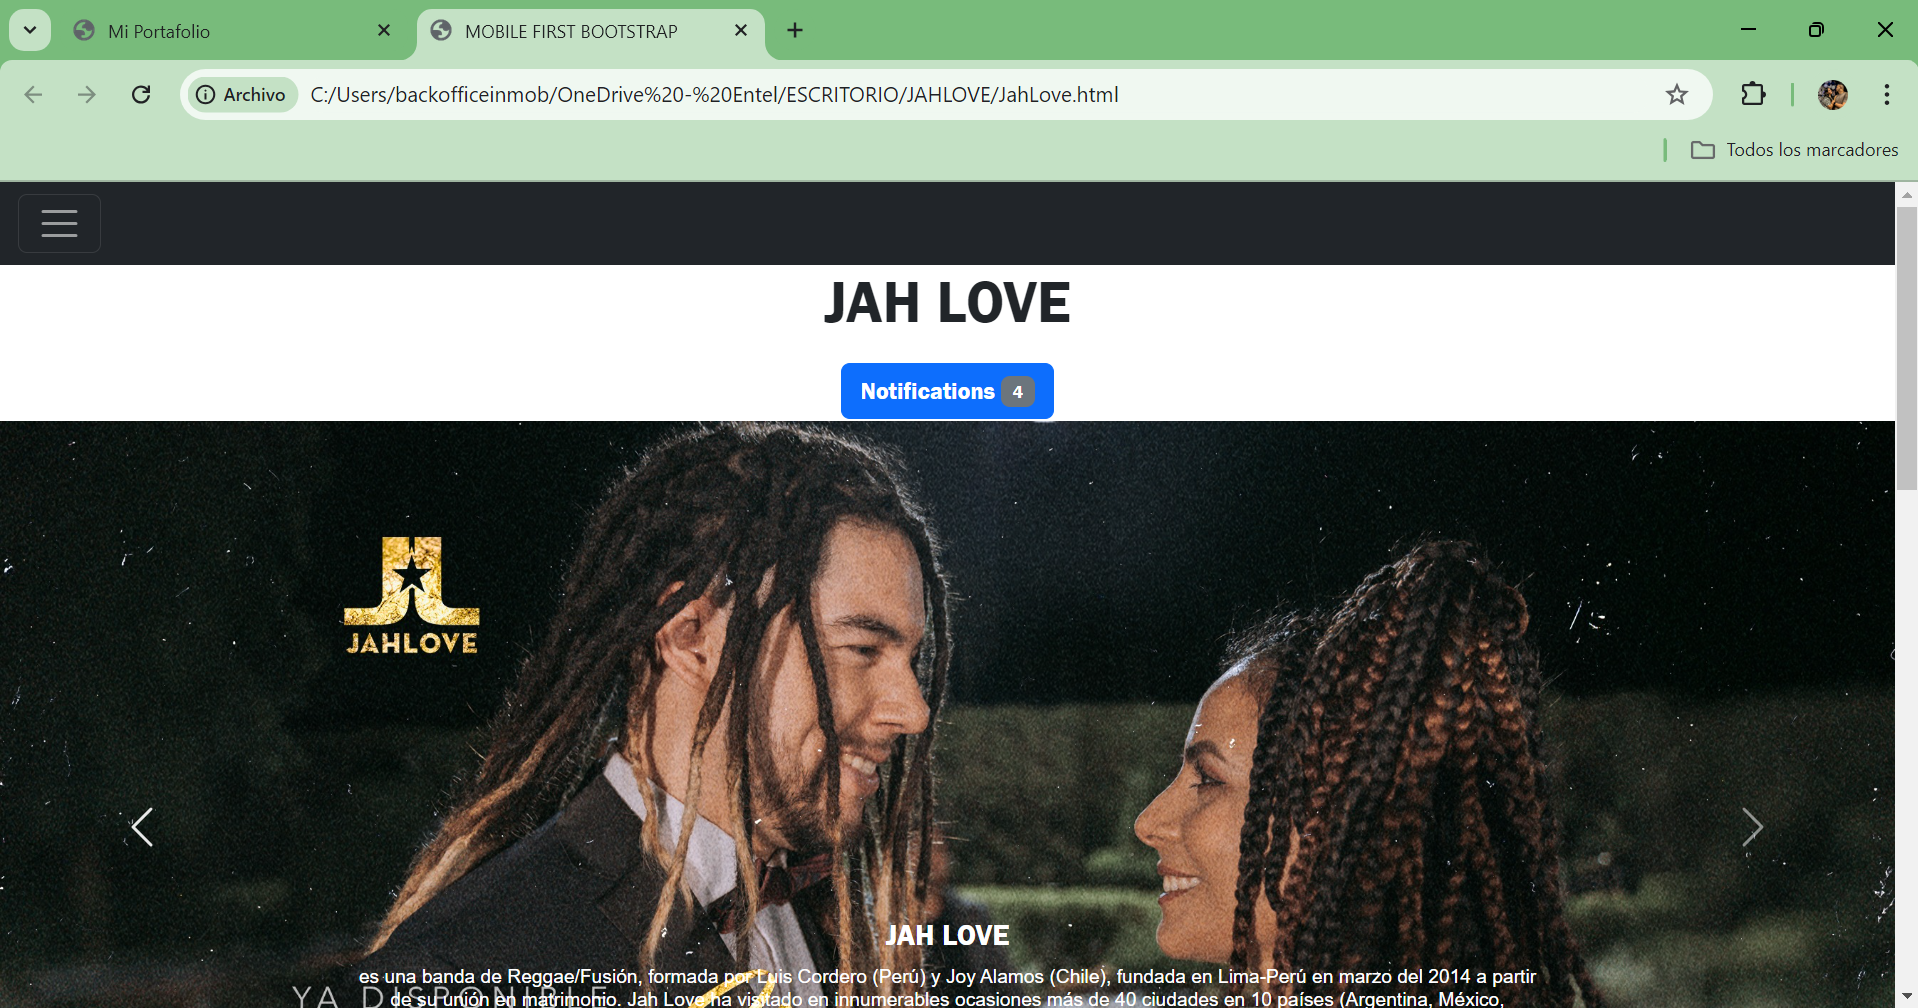 Mi Portafolio
MOBILE FIRST BOOTSTRAP
Archivo
C:/Users/backofficeinmob/OneDrive%20-%20Entel/ESCRITORIO/JAHLOVE/JahLove.html
Todos los marcadores
JAH LOVE
Notifications 4
JAHLOVE
JAH LOVE
es una banda de Reggae/Fusión, formada por Luis Cordero (Perú) y Joy Alamos (Chile), fundada en Lima-Perú en marzo del 2014 a partir
YA DISPONIBLE
de su unión en matrimonio. Jah Love ha visitado en innumerables ocasiones más de 40 ciudades en 10 países (Argentina, México,